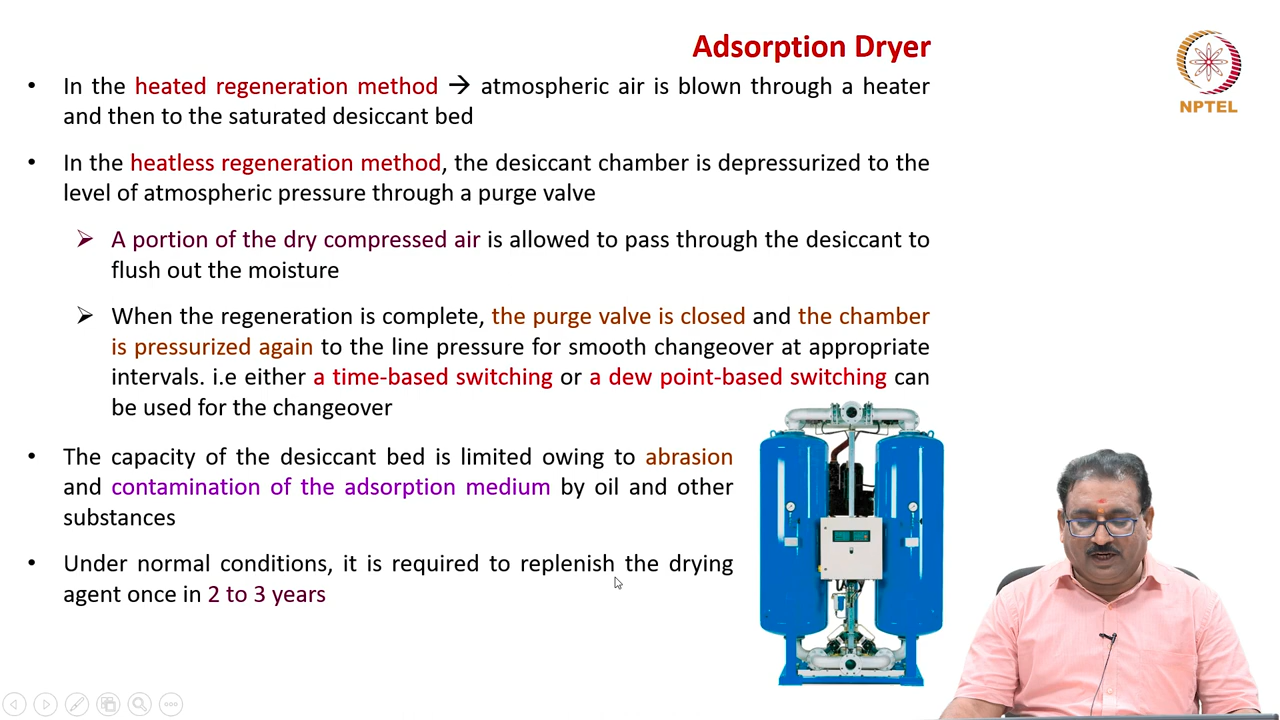 Adsorption Dryer
NPTEL
• In the heated regeneration method → atmospheric air is blown through a heater
and then to the saturated desiccant bed
• In the heatless regeneration method, the desiccant chamber is depressurized to the
level of atmospheric pressure through a purge valve
➢ A portion of the dry compressed air is allowed to pass through the desiccant to
flush out the moisture
➢ When the regeneration is complete, the purge valve is closed and the chamber
is pressurized again to the line pressure for smooth changeover at appropriate
intervals. i.e either a time-based switching or a dew point-based switching can
be used for the changeover
• The capacity of the desiccant bed is limited owing to abrasion
and contamination of the adsorption medium by oil and other
substances
• Under normal conditions, it is required to replenish the drying
agent once in 2 to 3 years